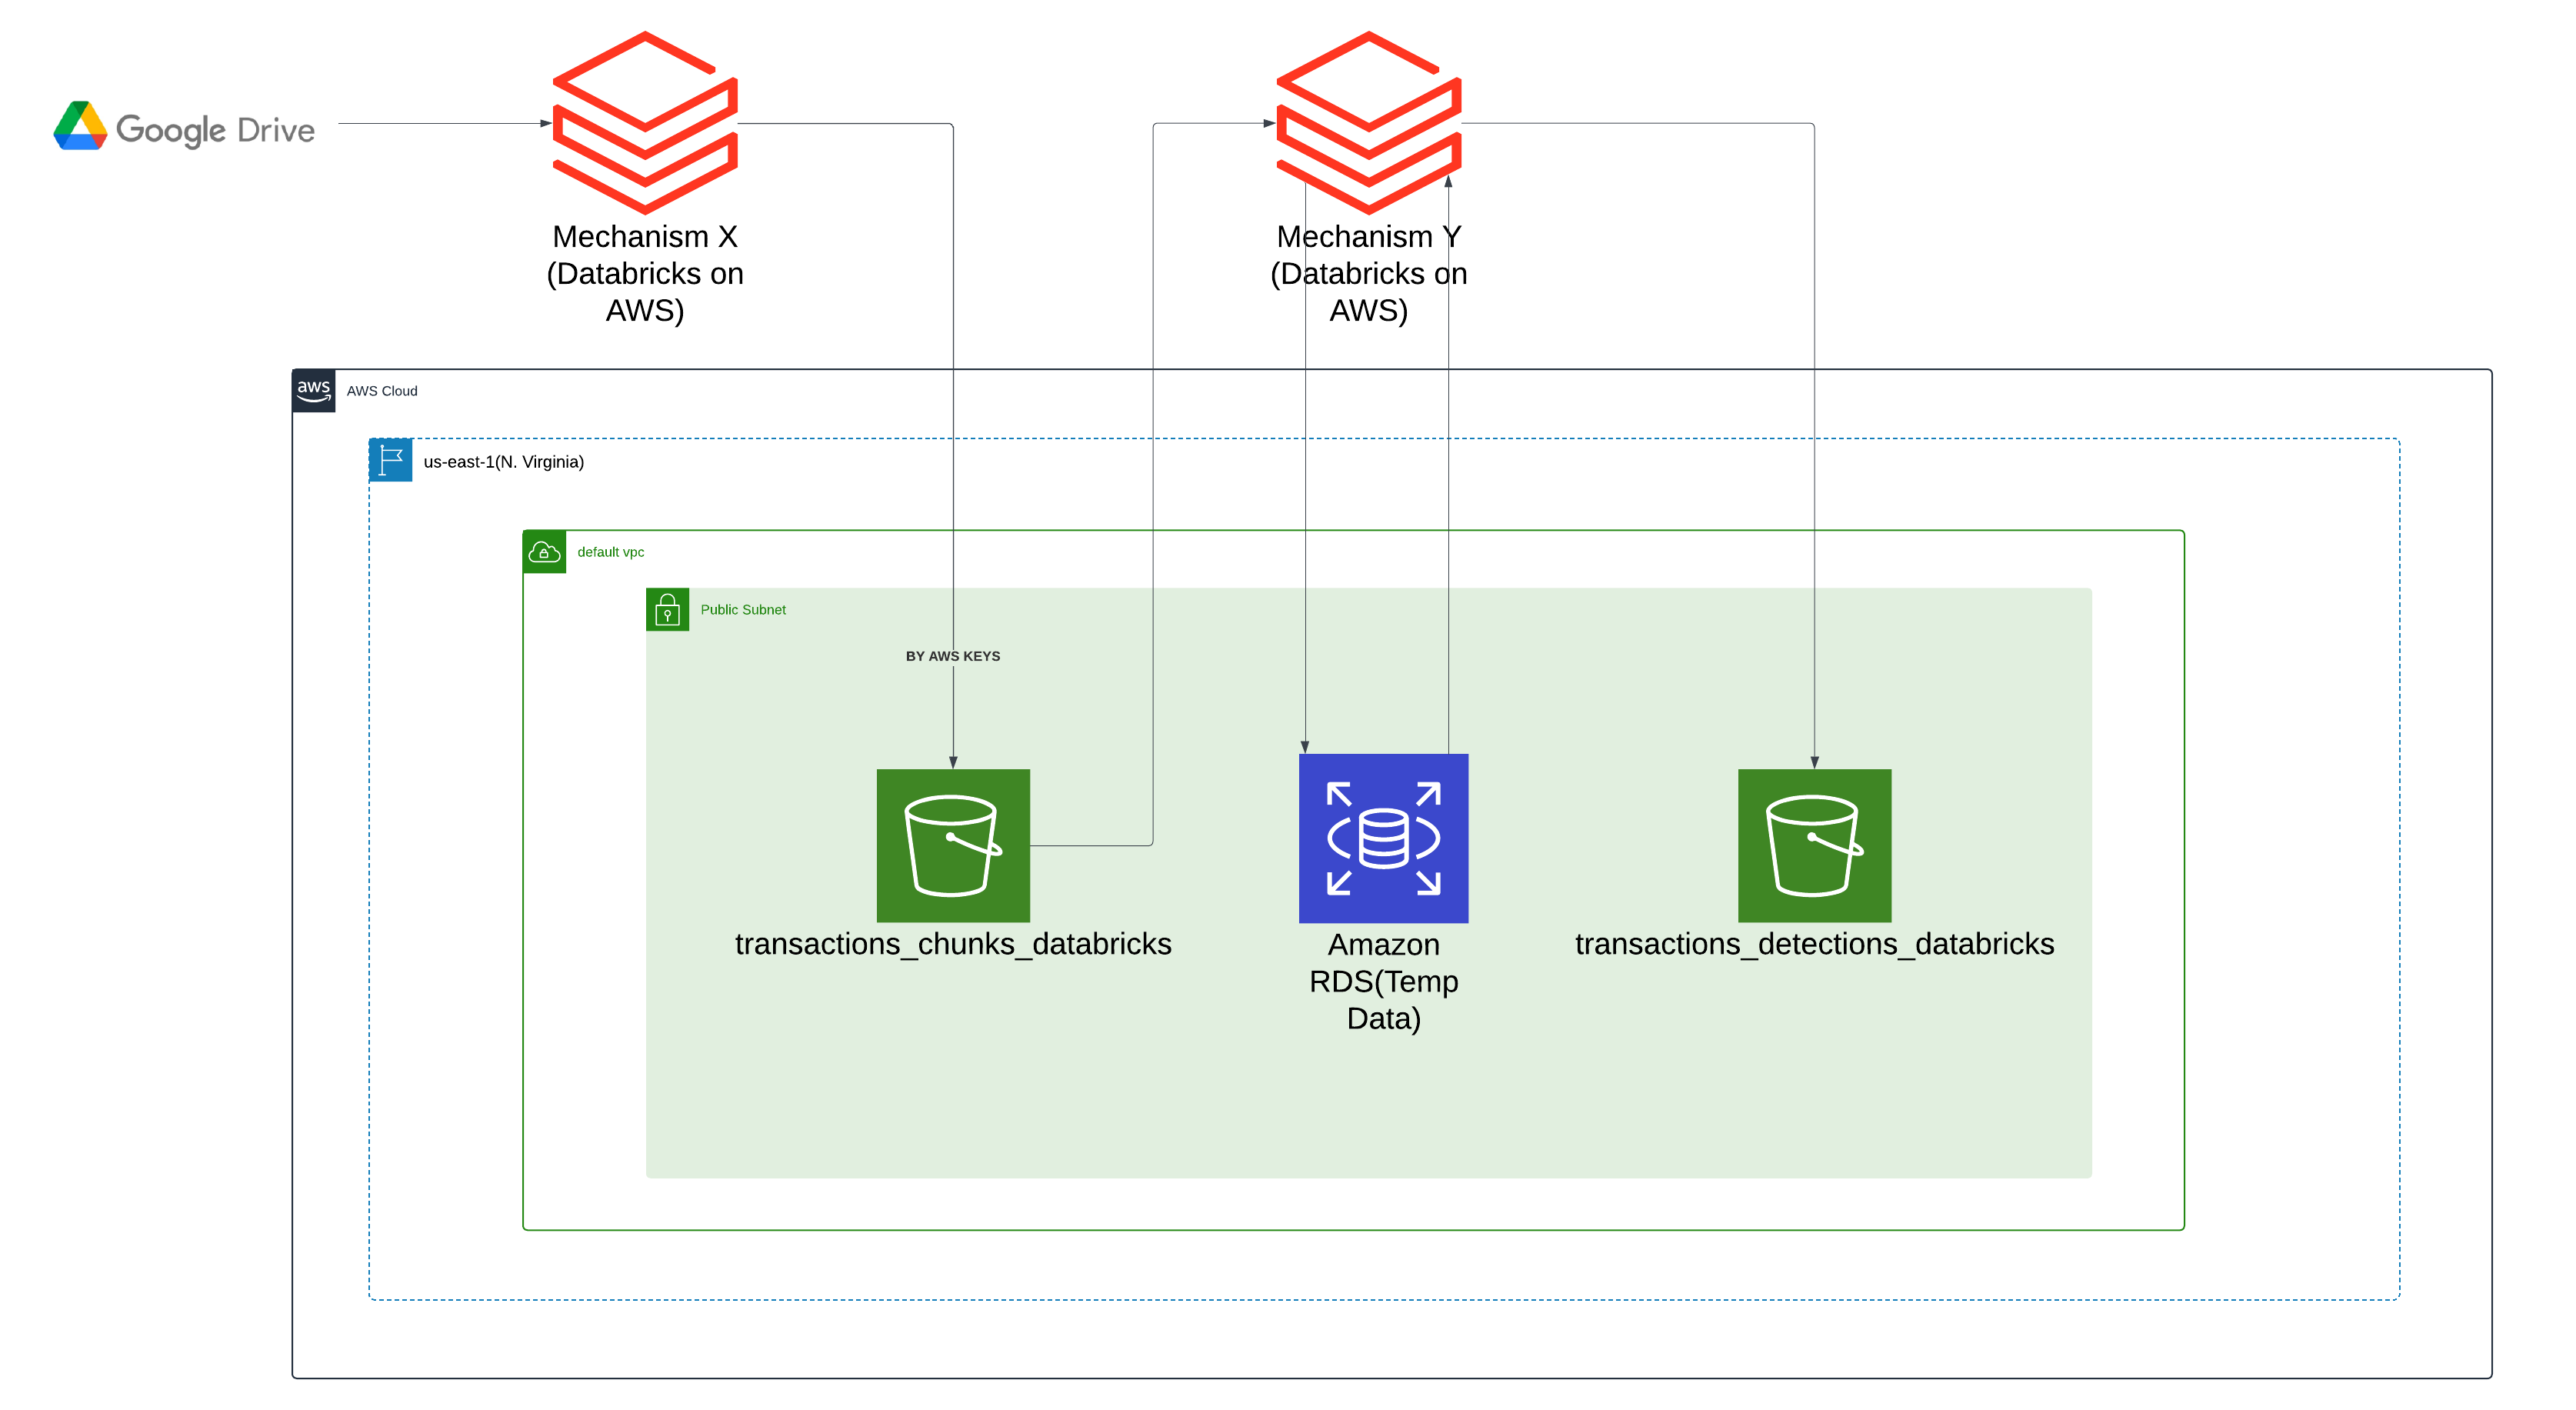 Google Drive
Mechanism X
(Databricks on
AWS)
Mechanism Y
(Databricks on
AWS)
aws
AWS Cloud
us-east-1(N. Virginia)
default vpc
Public Subnet
BY AWS KEYS
transactions_chunks_databricks
Amazon
RDS(Temp
Data)
transactions_detections_databricks